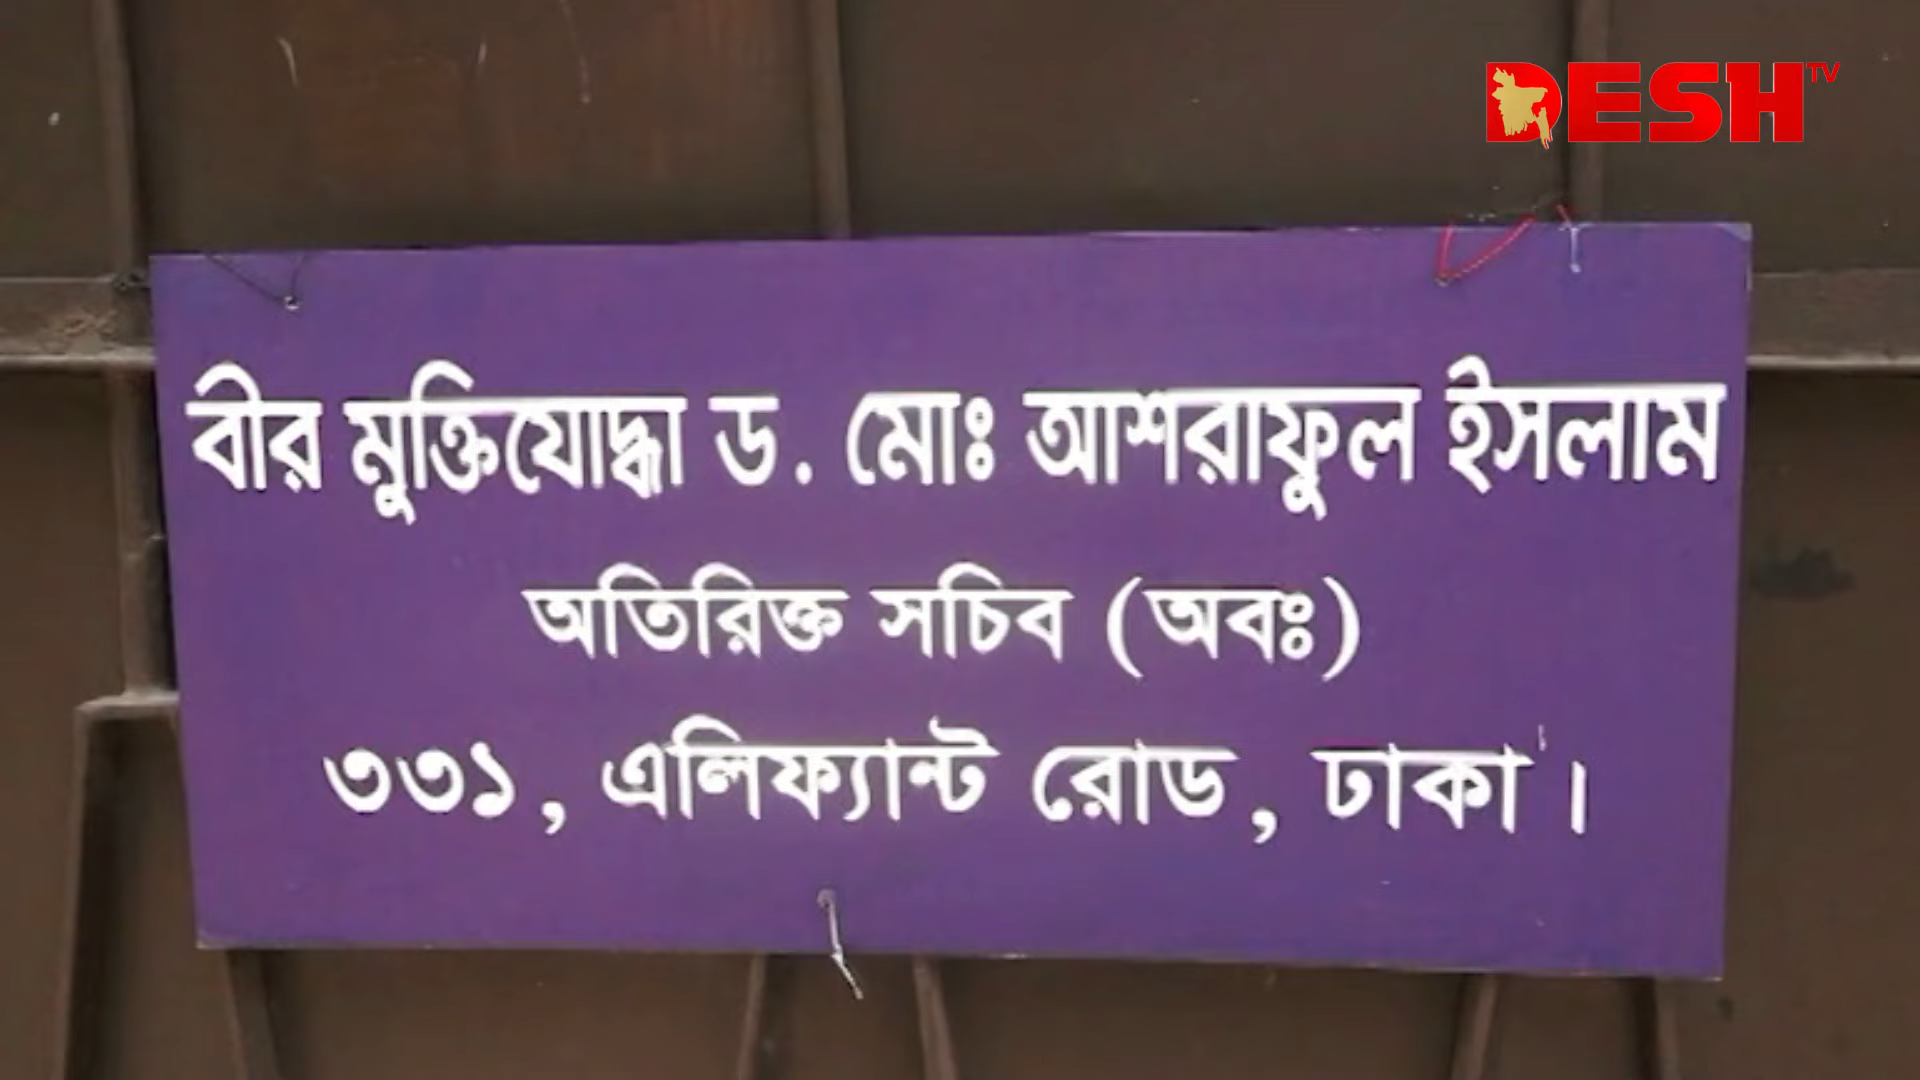 DESH TV
বীর মুক্তিযোদ্ধা ড. মোঃ আশরাফুল ইসলাম
অতিরিক্ত সচিব (অবঃ)
৩৩১, এলিফ্যান্ট রোড, ঢাকা।